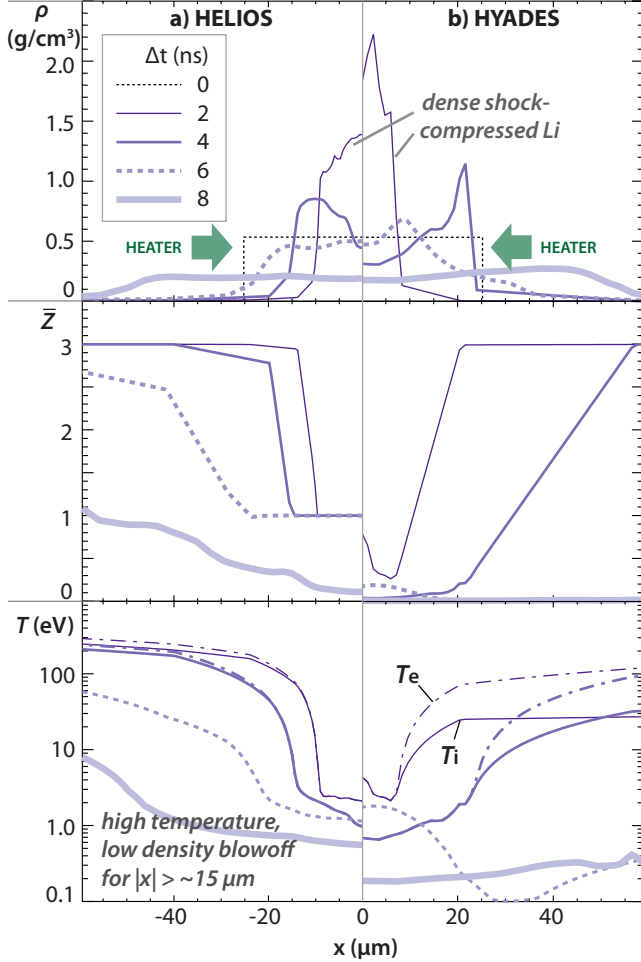 ρ
(g/cm³)
a) HELIOS
b) HYADES
2.0
1.5
1.0
0.5
0
Δt (ns)
0
2
4
6
8
dense shock-
compressed Li
HEATER
HEATER
Z̅
3
2
1
0
T (eV)
100
10
1.0
0.1
Te
Ti
high temperature,
low density blowoff
for |x| > ~15 μm
-40
-20
0
20
40
x (μm)